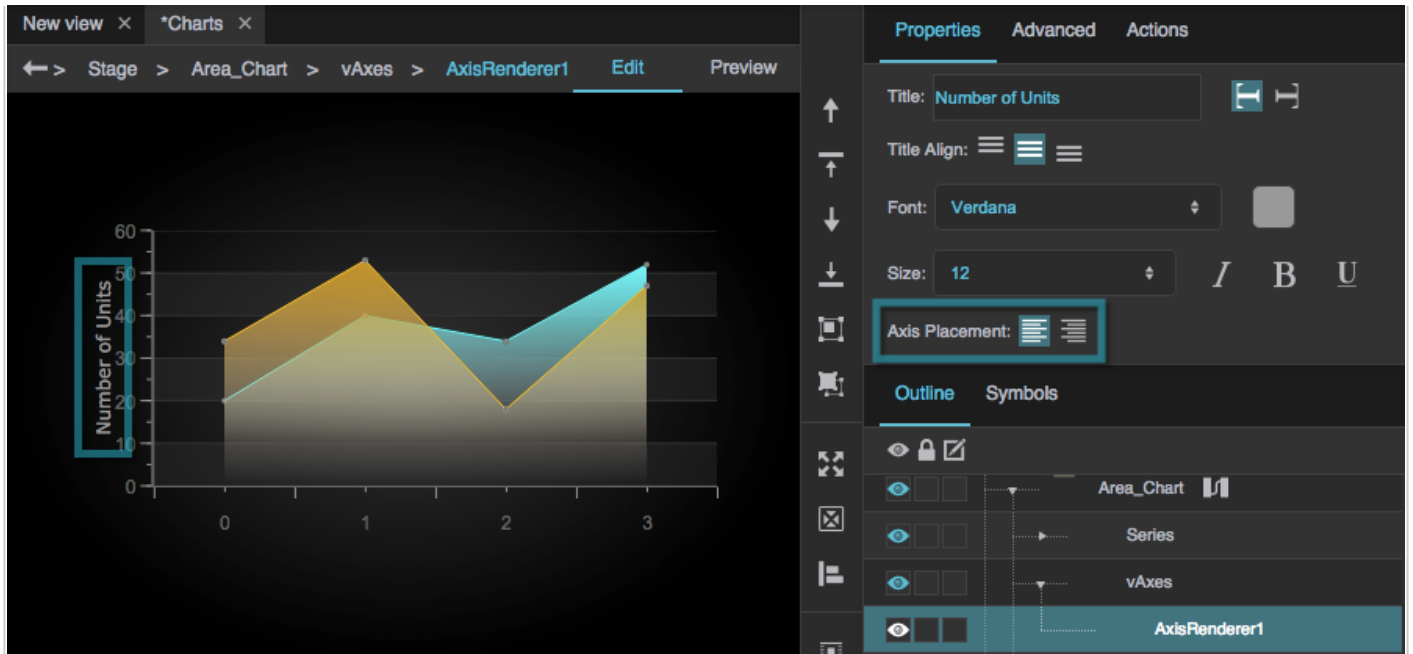 New view ×
*Charts ×
> Stage > Area_Chart > vAxes > AxisRenderer1
Edit
Preview
60
50
40
30
20
10
0
Number of Units
0 1 2 3
Properties Advanced Actions
Title: Number of Units
Title Align:
Font: Verdana
Size: 12 I B U
Axis Placement:
Outline Symbols
Area_Chart
Series
vAxes
AxisRenderer1